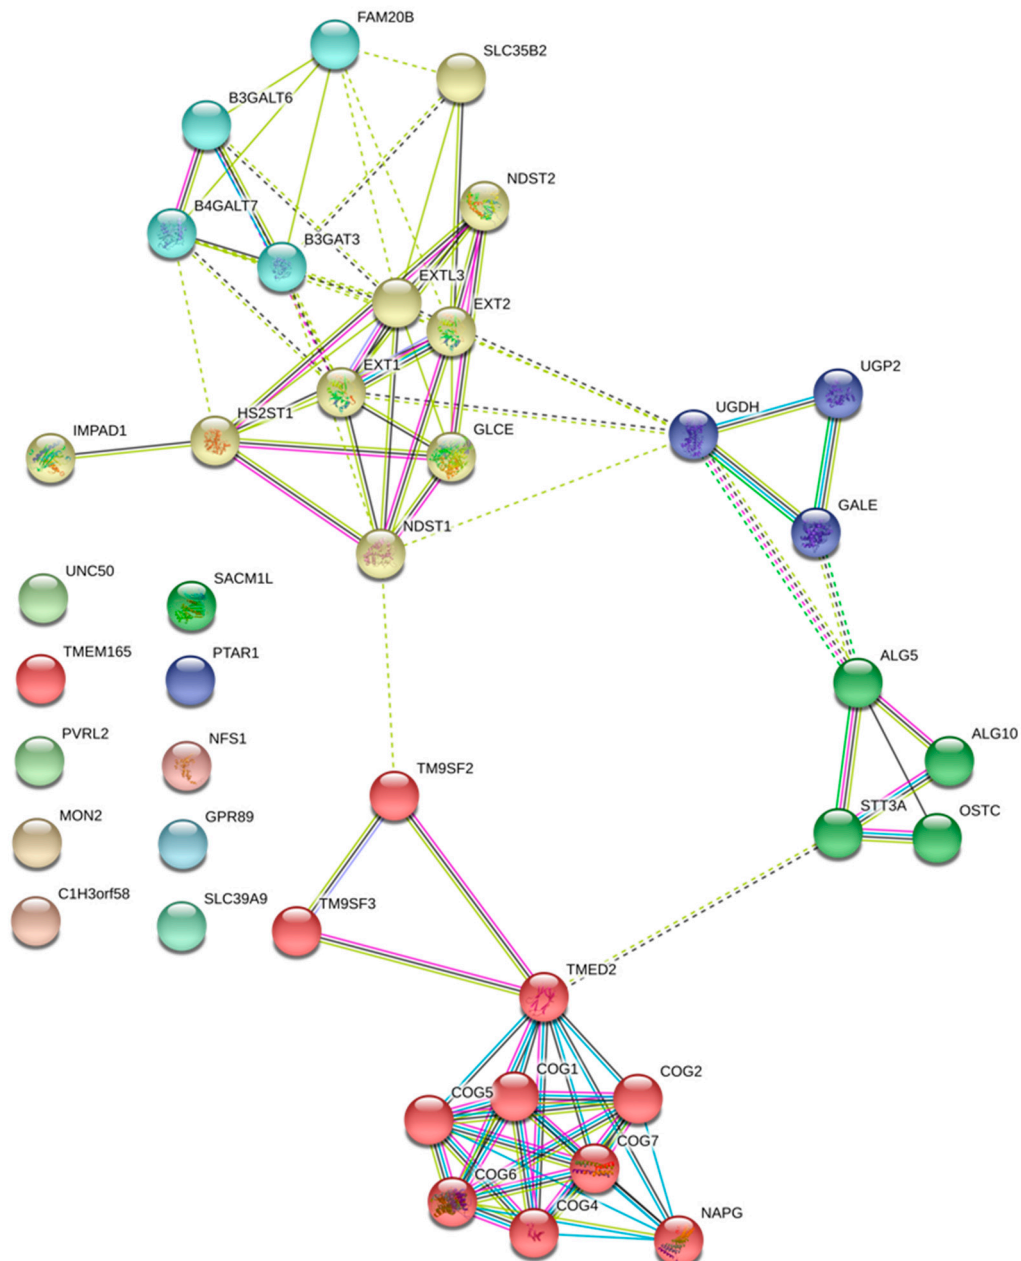 FAM20B
SLC35B2
B3GALT6
NDST2
B4GALT7
B3GAT3
EXTL3
EXT2
EXT1
UGP2
UGDH
HS2ST1
IMPAD1
GLCE
GALE
NDST1
UNC50
SACM1L
TMEM165
PTAR1
ALG5
PVRL2
NFS1
ALG10
TM9SF2
STT3A
OSTC
MON2
GPR89
C1H3orf58
SLC39A9
TM9SF3
TMED2
COG1
COG2
COG5
COG7
COG6
COG4
NAPG